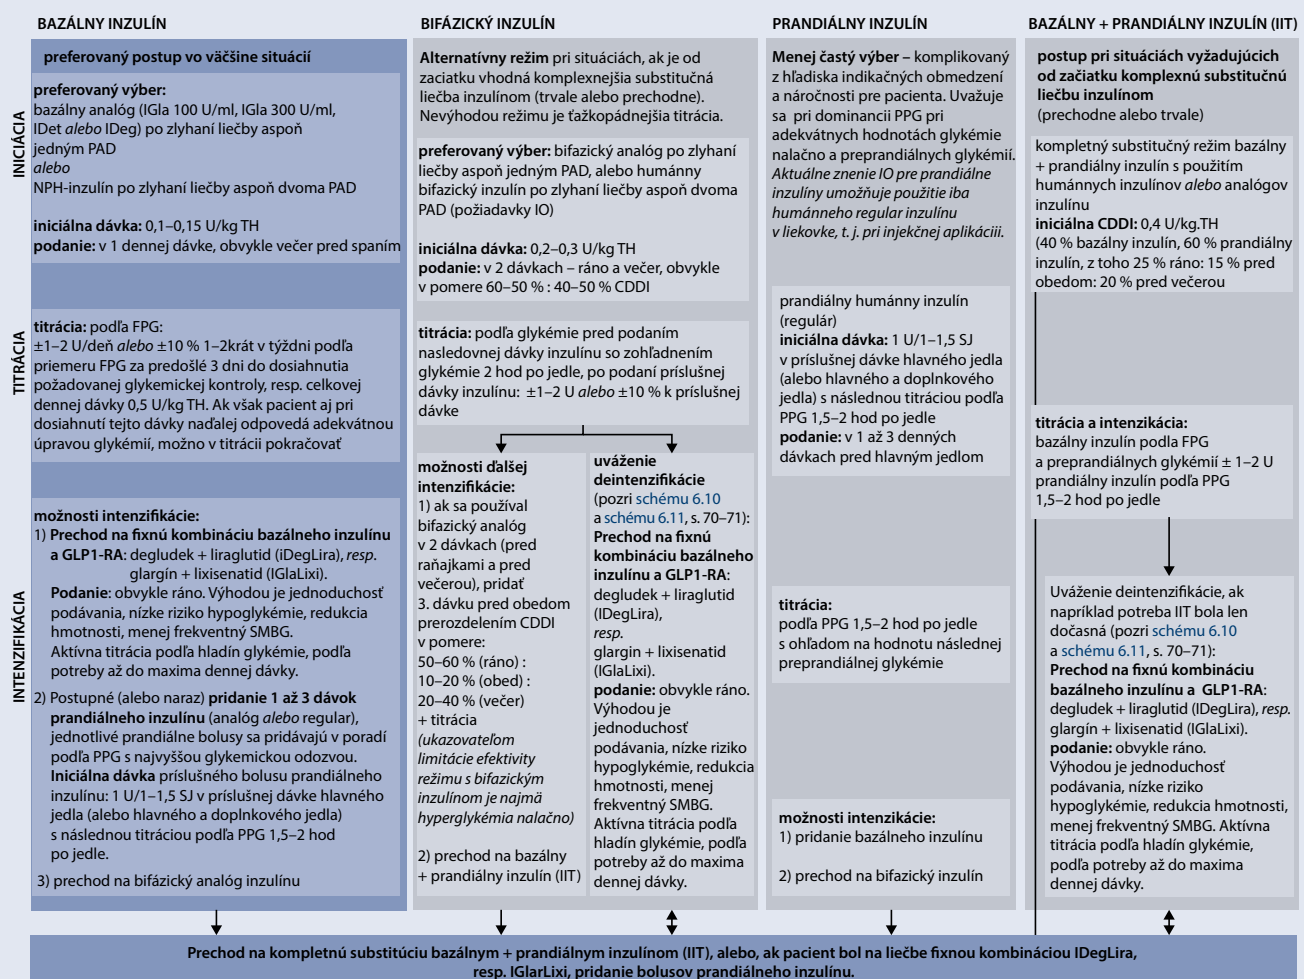 BAZÁLNY INZULÍN
preferovaný postup vo väčšine situácií
INICIÁCIA
preferovaný výber:
bazálny analóg (IGla 100 U/ml, IGla 300 U/ml,
IDet alebo IDeg) po zlyhaní liečby aspoň
jedným PAD
alebo
NPH-inzulín po zlyhaní liečby aspoň dvoma PAD
iniciálna dávka: 0,1–0,15 U/kg TH
podanie: v 1 dennej dávke, obvykle večer pred spaním
TITRÁCIA
titrácia: podľa FPG:
±1–2 U/deň alebo ±10 % 1–2krát v týždni podľa
priemeru FPG za predošlé 3 dni do dosiahnutia
požadovanej glykemickej kontroly, resp. celkovej
dennej dávky 0,5 U/kg TH. Ak však pacient aj pri
dosiahnutí tejto dávky naďalej odpovedá adekvátnou
úpravou glykémií, možno v titrácii pokračovať
INTENZIFIKÁCIA
možnosti intenzifikácie:
1) Prechod na fixnú kombináciu bazálneho inzulínu
a GLP1-RA: degludek + liraglutid (iDegLira), resp.
glargín + lixisenatid (IGlaLixi).
Podanie: obvykle ráno. Výhodou je jednoduchosť
podávania, nízke riziko hypoglykémie, redukcia
hmotnosti, menej frekventný SMBG.
Aktívna titrácia podľa hladín glykémie, podľa
potreby až do maxima dennej dávky.
2) Postupné (alebo naraz) pridanie 1 až 3 dávok
prandiálneho inzulínu (analóg alebo regular),
jednotlivé prandiálne bolusy sa pridávajú v poradí
podľa PPG s najvyššou glykemickou odozvou.
Iniciálna dávka príslušného bolusu prandiálneho
inzulínu: 1 U/1–1,5 SJ v príslušnej dávke hlavného
jedla (alebo hlavného a doplnkového jedla)
s následnou titráciou podľa PPG 1,5–2 hod
po jedle.
3) prechod na bifázický analóg inzulínu
BIFÁZICKÝ INZULÍN
Alternatívny režim pri situáciách, ak je od
zaciatku vhodná komplexnejšia substitučná
liečba inzulínom (trvale alebo prechodne).
Nevýhodou režimu je ťažkopádnejšia titrácia.
preferovaný výber: bifazický analóg po zlyhaní
liečby aspoň jedným PAD, alebo humánny
bifazický inzulín po zlyhaní liečby aspoň dvoma
PAD (požiadavky IO)
iniciálna dávka: 0,2–0,3 U/kg TH
podanie: v 2 dávkach – ráno a večer, obvykle
v pomere 60–50 % : 40–50 % CDDI
titrácia: podľa glykémie pred podaním
nasledovnej dávky inzulínu so zohľadnením
glykémie 2 hod po jedle, po podaní príslušnej
dávky inzulínu: ±1–2 U alebo ±10 % k príslušnej
dávke
možnosti ďalšej
intenzifikácie:
1) ak sa používal
bifazický analóg
v 2 dávkach (pred
raňajkami a pred
večerou), pridať
3. dávku pred obedom
prerozdelením CDDI
v pomere:
50–60 % (ráno) :
10–20 % (obed) :
20–40 % (večer)
+ titrácia
(ukazovateľom
limitácie efektivity
režimu s bifazickým
inzulínom je najmä
hyperglykémia nalačno)
2) prechod na bazálny
+ prandiálny inzulín (IIT)
uváženie
deintenzifikácie
(pozri schému 6.10
a schému 6.11, s. 70–71):
Prechod na fixnú
kombináciu bazálneho
inzulínu a GLP1-RA:
degludek + liraglutid
(IDegLira),
resp.
glargin + lixisenatid
(IGlaLixi).
podanie: obvykle ráno.
Výhodou je
jednoduchosť
podávania, nízke riziko
hypoglykémie, redukcia
hmotnosti, menej
frekventný SMBG.
Aktívna titrácia podľa
hladín glykémie, podľa
potreby až do maxima
dennej dávky.
PRANDIÁLNY INZULÍN
Menej častý výber – komplikovaný
z hľadiska indikačných obmedzení
a náročnosti pre pacienta. Uvažuje
sa pri dominancii PPG pri
adekvátnych hodnotách glykémie
nalačno a preprandiálnych glykémií.
Aktuálne znenie IO pre prandiálne
inzulíny umožňuje použitie iba
humánneho regular inzulínu
v liekovke, t. j. pri injekčnej aplikáciii.
prandiálny humánny inzulín
(regulár)
iniciálna dávka: 1 U/1–1,5 SJ
v príslušnej dávke hlavného jedla
(alebo hlavného a doplnkového
jedla) s následnou titráciou podľa
PPG 1,5–2 hod po jedle
podanie: v 1 až 3 denných
dávkach pred hlavným jedlom
titrácia:
podľa PPG 1,5–2 hod po jedle
s ohľadom na hodnotu následnej
preprandiálnej glykémie
možnosti intenzikácie:
1) pridanie bazálneho inzulínu
2) prechod na bifazický inzulín
BAZÁLNY + PRANDIÁLNY INZULÍN (IIT)
postup pri situáciách vyžadujúcich
od začiatku komplexnú substitučnú
liečbu inzulínom
(prechodne alebo trvale)
kompletný substitučný režim bazálny
+ prandiálny inzulín s použitím
humánnych inzulínov alebo analógov
inzulínu
iniciálna CDDI: 0,4 U/kg.TH
(40 % bazálny inzulín, 60 % prandiálny
inzulín, z toho 25 % ráno: 15 % pred
obedom: 20 % pred večerou
titrácia a intenzikácia:
bazálny inzulín podla FPG
a preprandiálnych glykémií ± 1–2 U
prandiálny inzulín podľa PPG
1,5–2 hod po jedle
Uváženie deintenzifikácie, ak
napríklad potreba IIT bola len
dočasná (pozri schému 6.10
a schému 6.11, s. 70–71):
Prechod na fixnú kombináciu
bazálneho inzulínu a GLP1-RA:
degludek + liraglutid (IDegLira), resp.
glargín + lixisenatid (IGlaLixi).
podanie: obvykle ráno.
Výhodou je jednoduchosť
podávania, nízke riziko
hypoglykémie, redukcia hmotnosti,
menej frekventný SMBG. Aktívna
titrácia podľa hladín glykémie,
podľa potreby až do maxima
dennej dávky.
Prechod na kompletnú substitúciu bazálnym + prandiálnym inzulínom (IIT), alebo, ak pacient bol na liečbe fixnou kombináciou IDegLira,
resp. IGlarLixi, pridanie bolusov prandiálneho inzulínu.